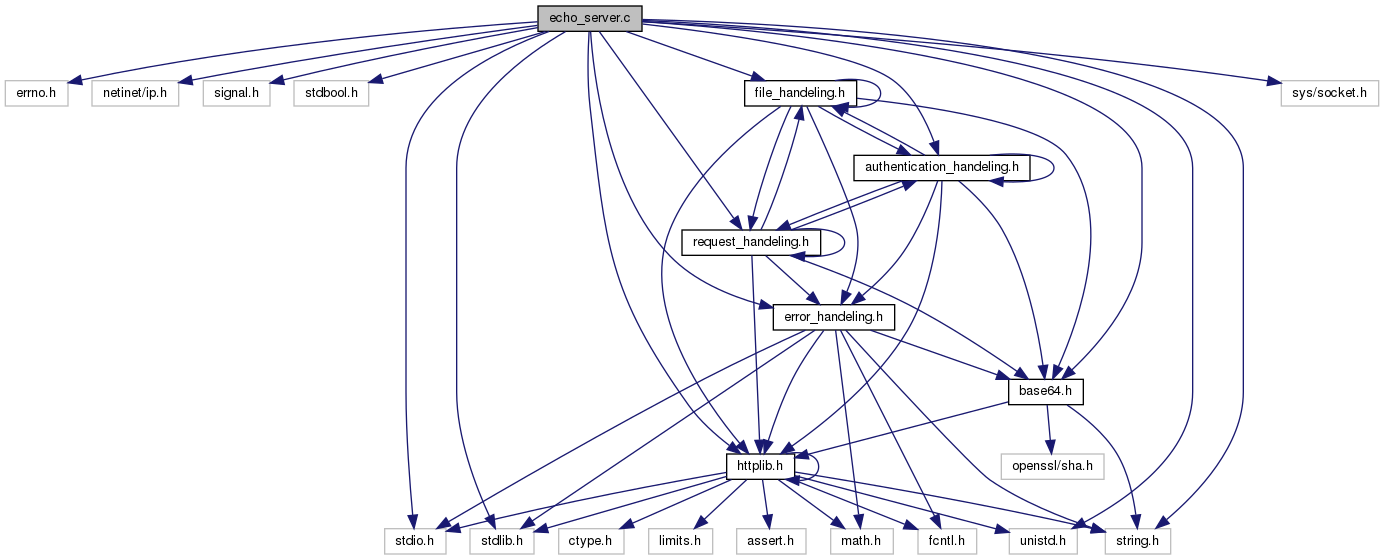 echo_server.c
errno.h
netinet/ip.h
signal.h
stdbool.h
file_handeling.h
sys/socket.h
authentication_handeling.h
request_handeling.h
error_handeling.h
base64.h
httplib.h
openssl/sha.h
stdio.h
stdlib.h
ctype.h
limits.h
assert.h
math.h
fcntl.h
unistd.h
string.h